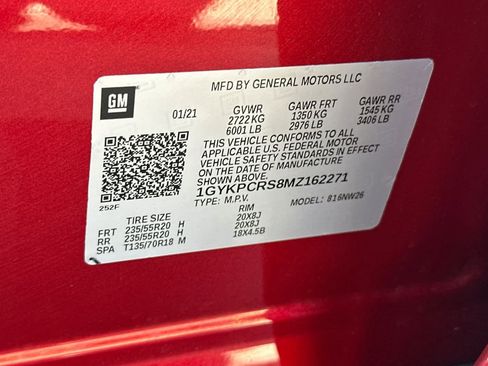 GM
MFD BY GENERAL MOTORS LLC
01/21 GVWR GAWR FRT GAWR RR
2722 KG 1350 KG 1545 KG
6001 LB 2976 LB 3406 LB
THIS VEHICLE CONFORMS TO ALL
APPLICABLE U.S. FEDERAL MOTOR
VEHICLE SAFETY STANDARDS IN EFFECT
ON THE DATE OF MANUFACTURE
SHOWN ABOVE.
1GYKPCRS8MZ162271
252F TYPE: M.P.V. MODEL: 816NW26
TIRE SIZE RIM
FRT 235/55R20 H 20X8J
RR 235/55R20 H 20X8J
SPA T135/70R18 M 18X4.5B